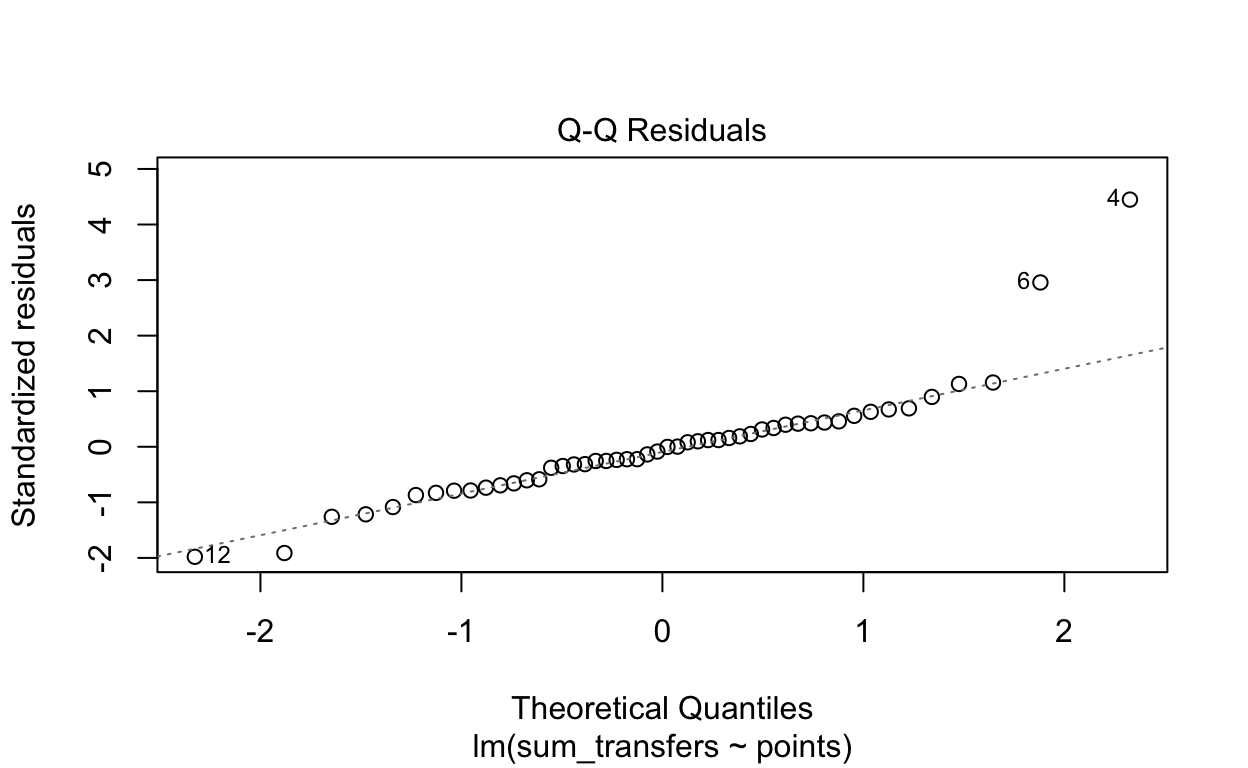 Q-Q Residuals
Standardized residuals
5
4
3
2
1
0
-1
-2
4
6
12
-2 -1 0 1 2
Theoretical Quantiles
lm(sum_transfers ~ points)